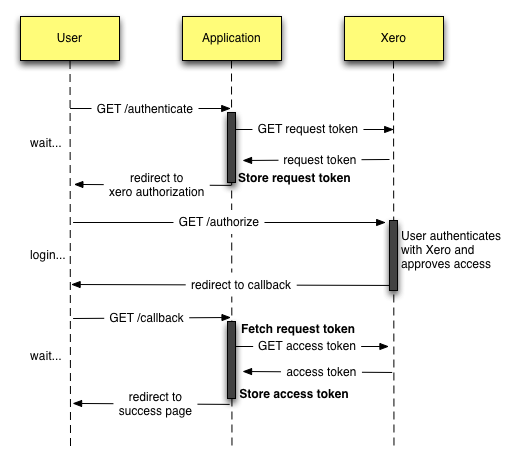 User
Application
Xero
GET /authenticate
GET request token
wait...
request token
redirect to
xero authorization
Store request token
GET /authorize
User authenticates
with Xero and
approves access
login...
redirect to callback
GET /callback
Fetch request token
GET access token
wait...
access token
Store access token
redirect to
success page